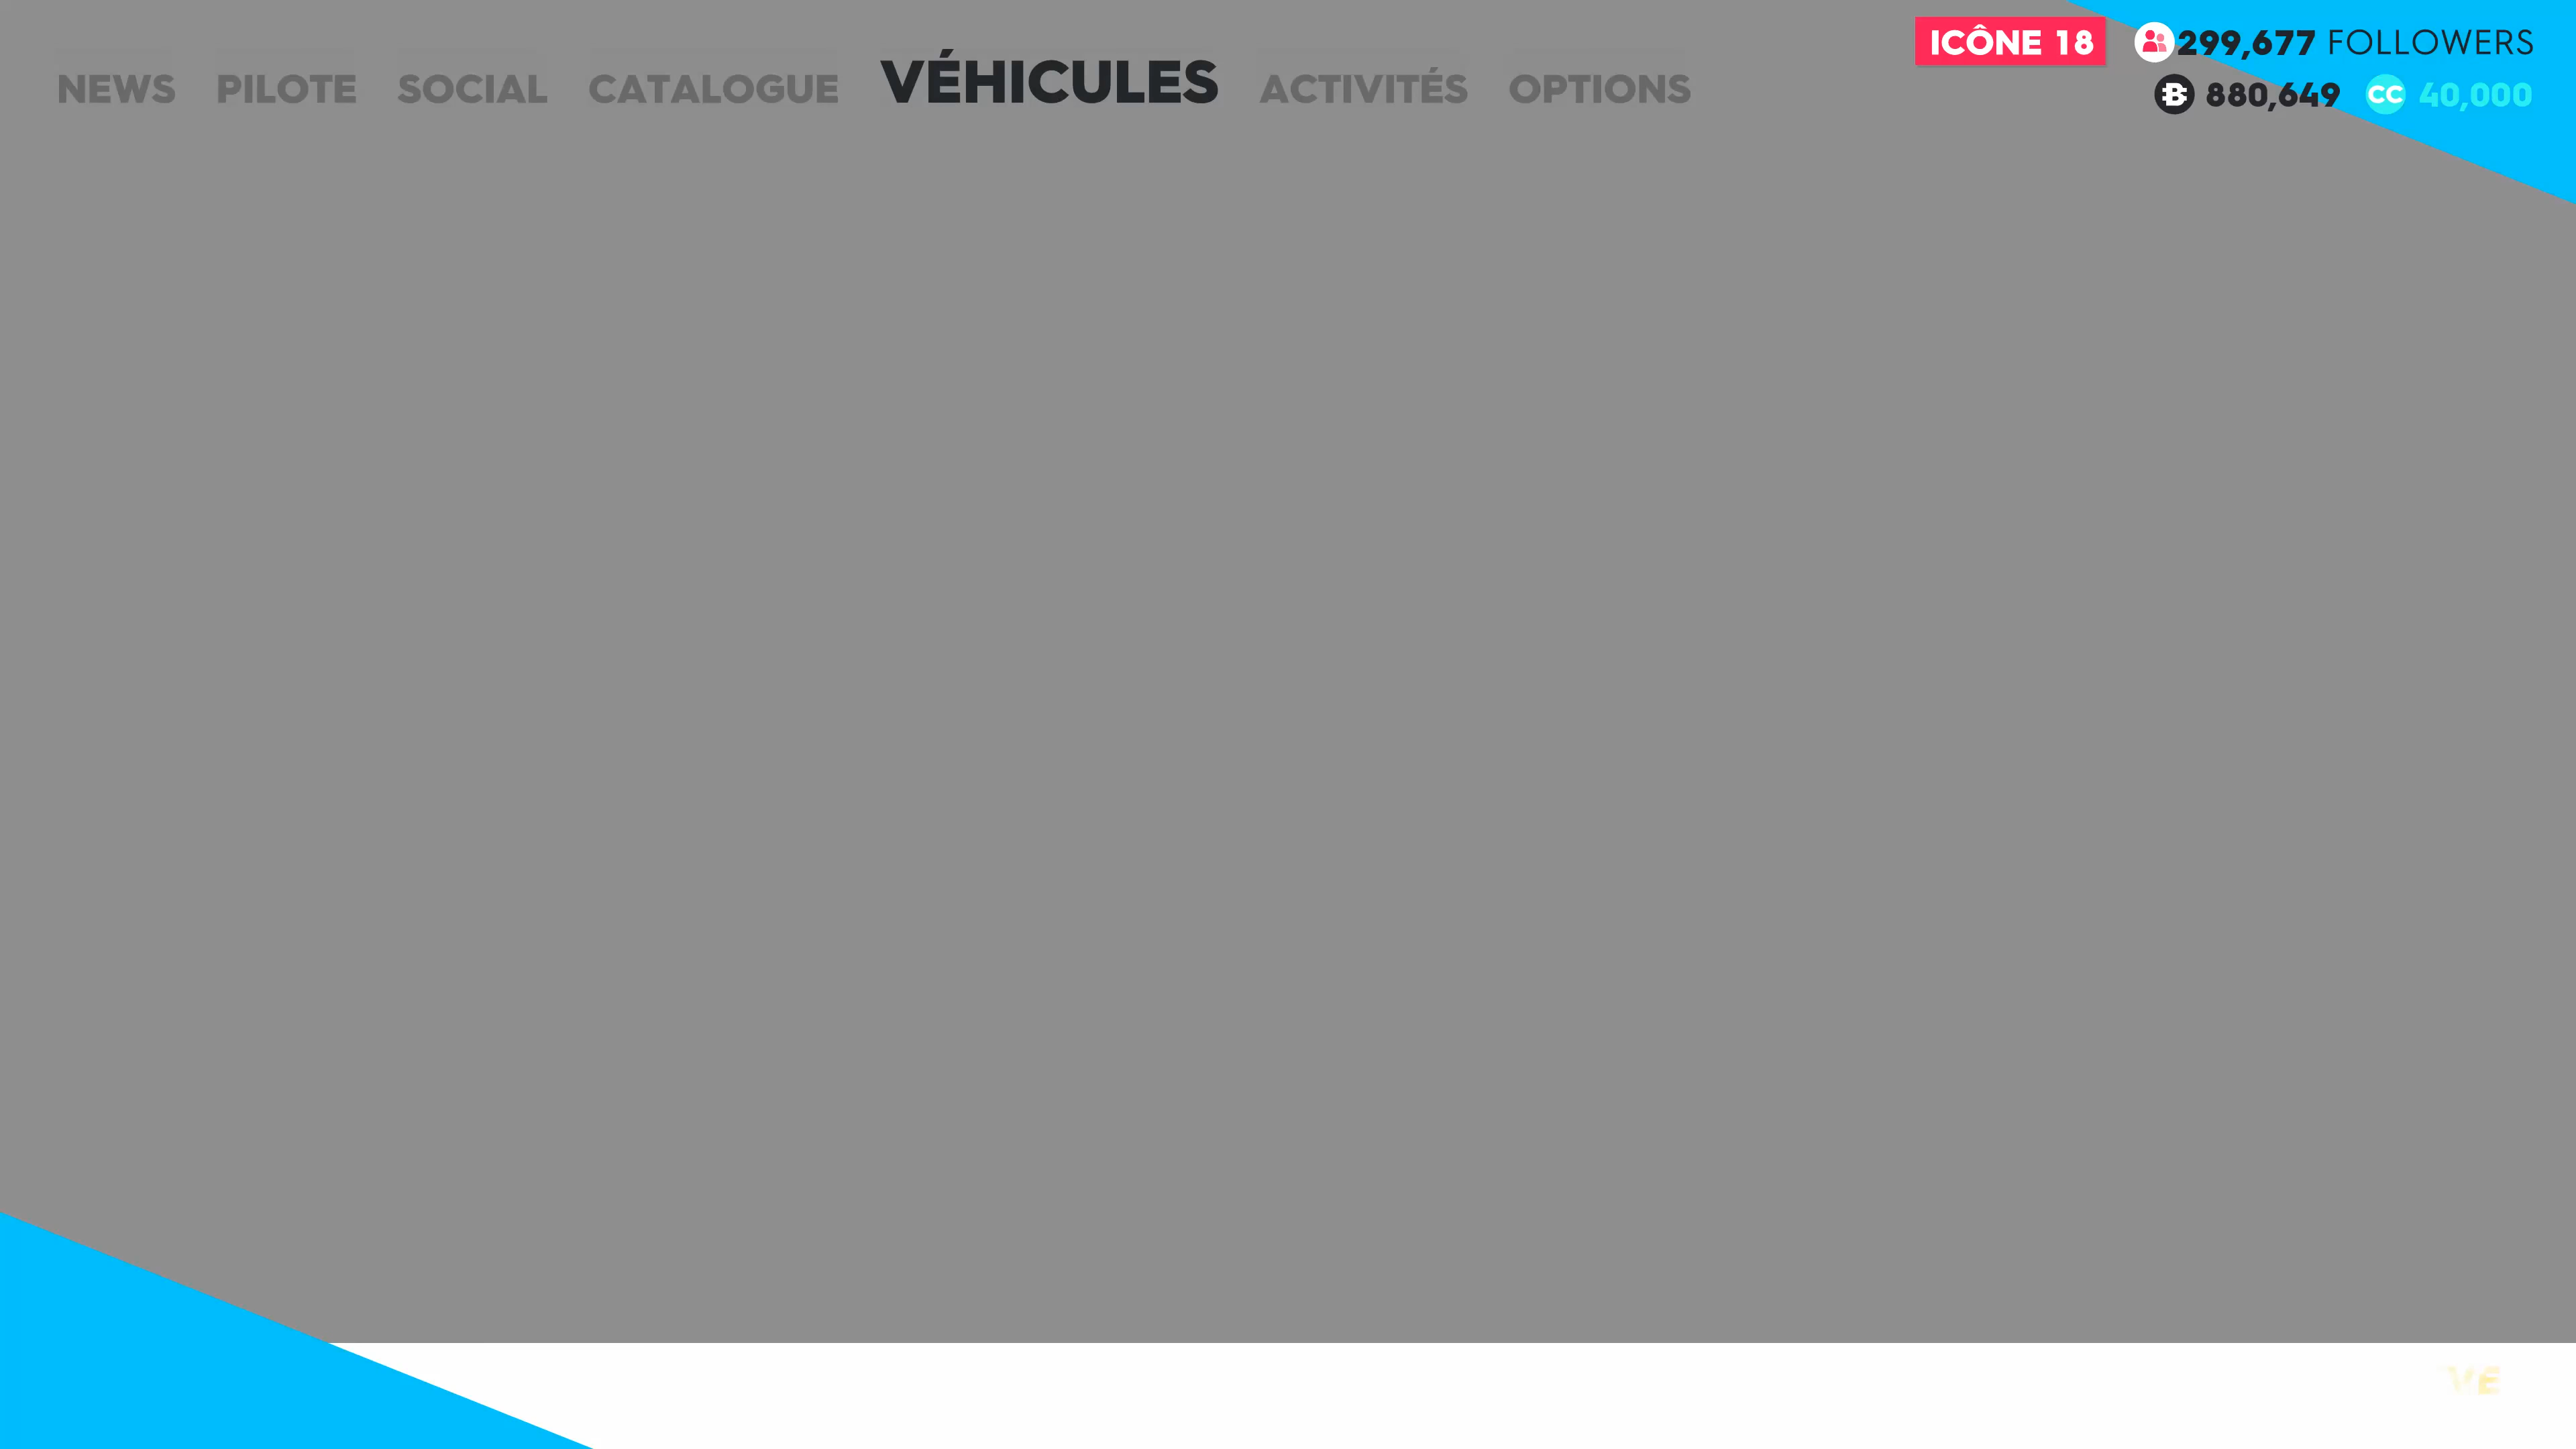 NEWS PILOTE SOCIAL CATALOGUE VÉHICULES ACTIVITÉS OPTIONS
ICÔNE 18 299,677 FOLLOWERS
880,649 CC 40,000